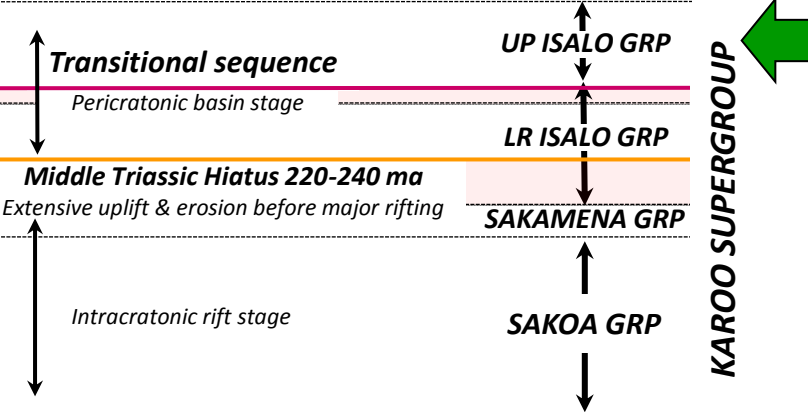 UP ISALO GRP
Transitional sequence
Pericratonic basin stage
LR ISALO GRP
Middle Triassic Hiatus 220-240 ma
Extensive uplift & erosion before major rifting
SAKAMENA GRP
Intracratonic rift stage
SAKOA GRP
KAROO SUPERGROUP